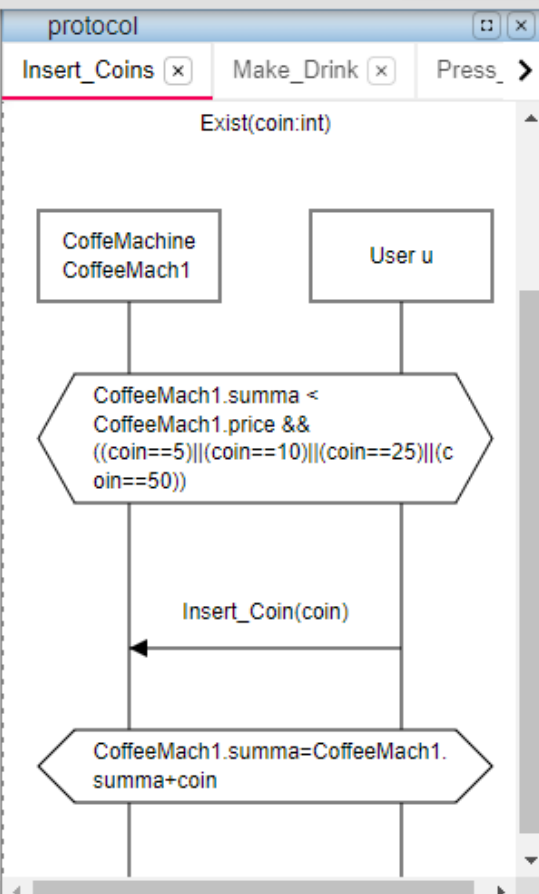 protocol
Insert_Coins
Make_Drink
Press_
Exist(coin:int)
CoffeMachine
CoffeeMach1
User u
CoffeeMach1.summa <
CoffeeMach1.price &&
((coin==5)||(coin==10)||(coin==25)||(c
oin==50))
Insert_Coin(coin)
CoffeeMach1.summa=CoffeeMach1.
summa+coin